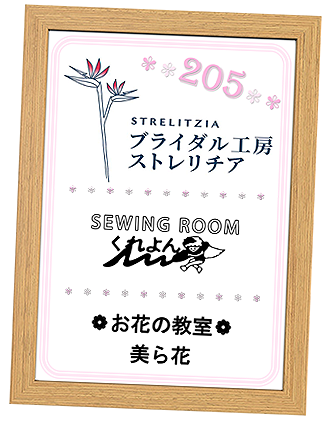 205
STRELITZIA
ブライダル工房
ストレリチア
SEWING ROOM
くれよん
お花の教室
美ら花